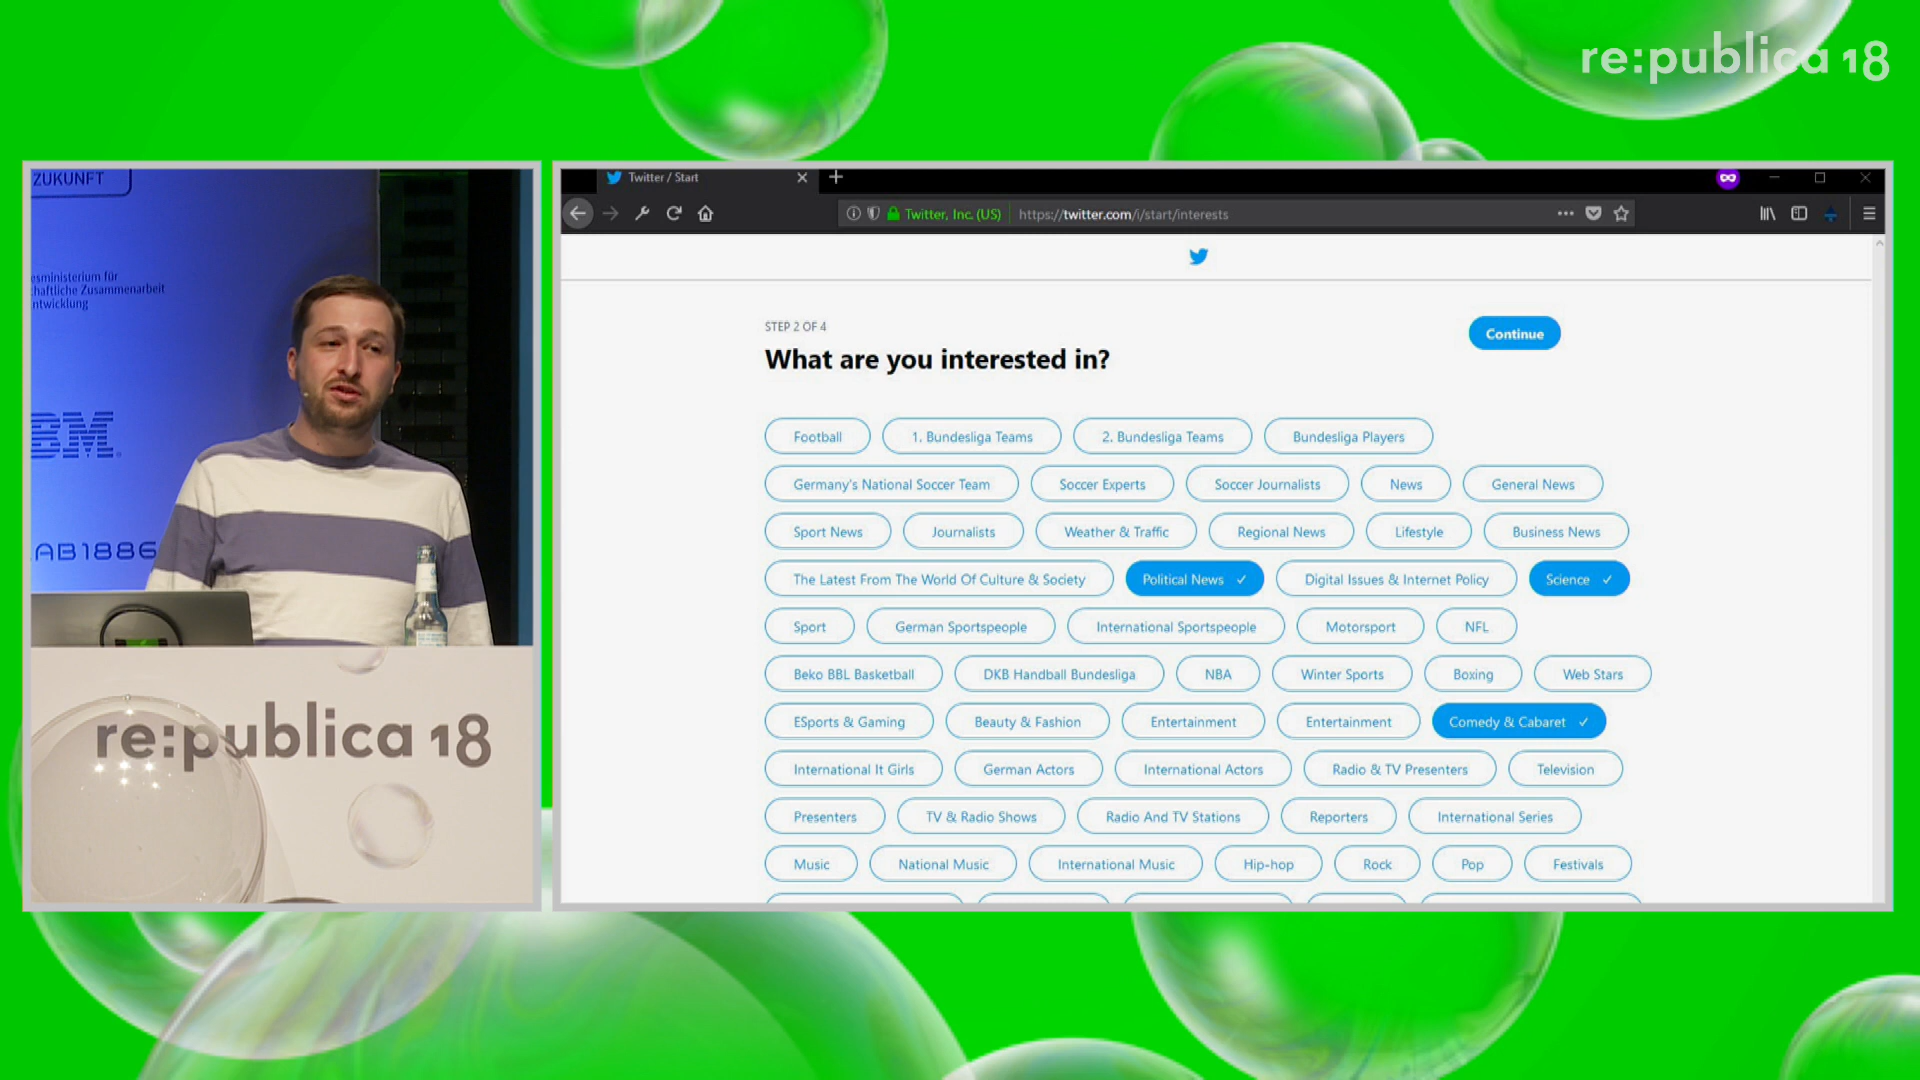 re:publica 18
ZUKUNFT
esministerium für
haftliche Zusammenarbeit
ntwicklung
IBM
AB1886
re:publica 18
Twitter / Start
Twitter, Inc. (US)
https://twitter.com/i/start/interests
STEP 2 OF 4
What are you interested in?
Continue
Football 1. Bundesliga Teams 2. Bundesliga Teams Bundesliga Players
Germany's National Soccer Team Soccer Experts Soccer Journalists News General News
Sport News Journalists Weather & Traffic Regional News Lifestyle Business News
The Latest From The World Of Culture & Society Political News ✓ Digital Issues & Internet Policy Science ✓
Sport German Sportspeople International Sportspeople Motorsport NFL
Beko BBL Basketball DKB Handball Bundesliga NBA Winter Sports Boxing Web Stars
ESports & Gaming Beauty & Fashion Entertainment Entertainment Comedy & Cabaret ✓
International It Girls German Actors International Actors Radio & TV Presenters Television
Presenters TV & Radio Shows Radio And TV Stations Reporters International Series
Music National Music International Music Hip-hop Rock Pop Festivals